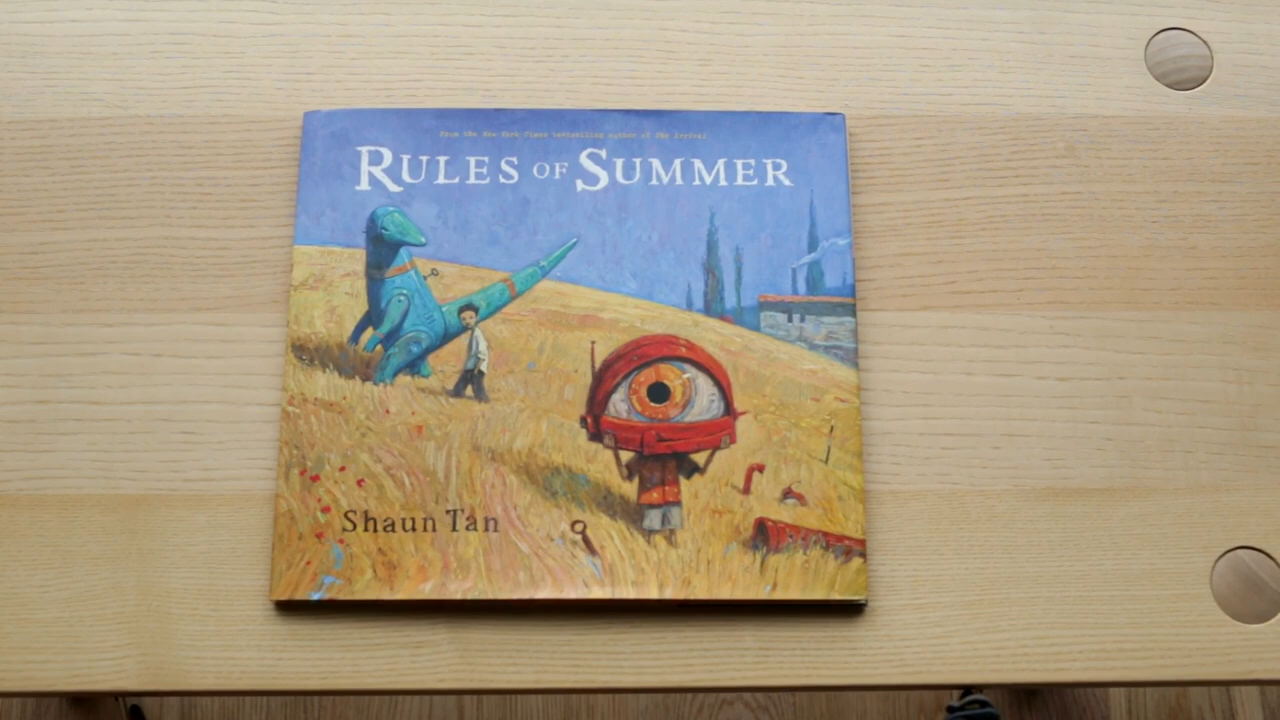 from the New York Times bestselling author of The Arrival
RULES OF SUMMER
Shaun Tan